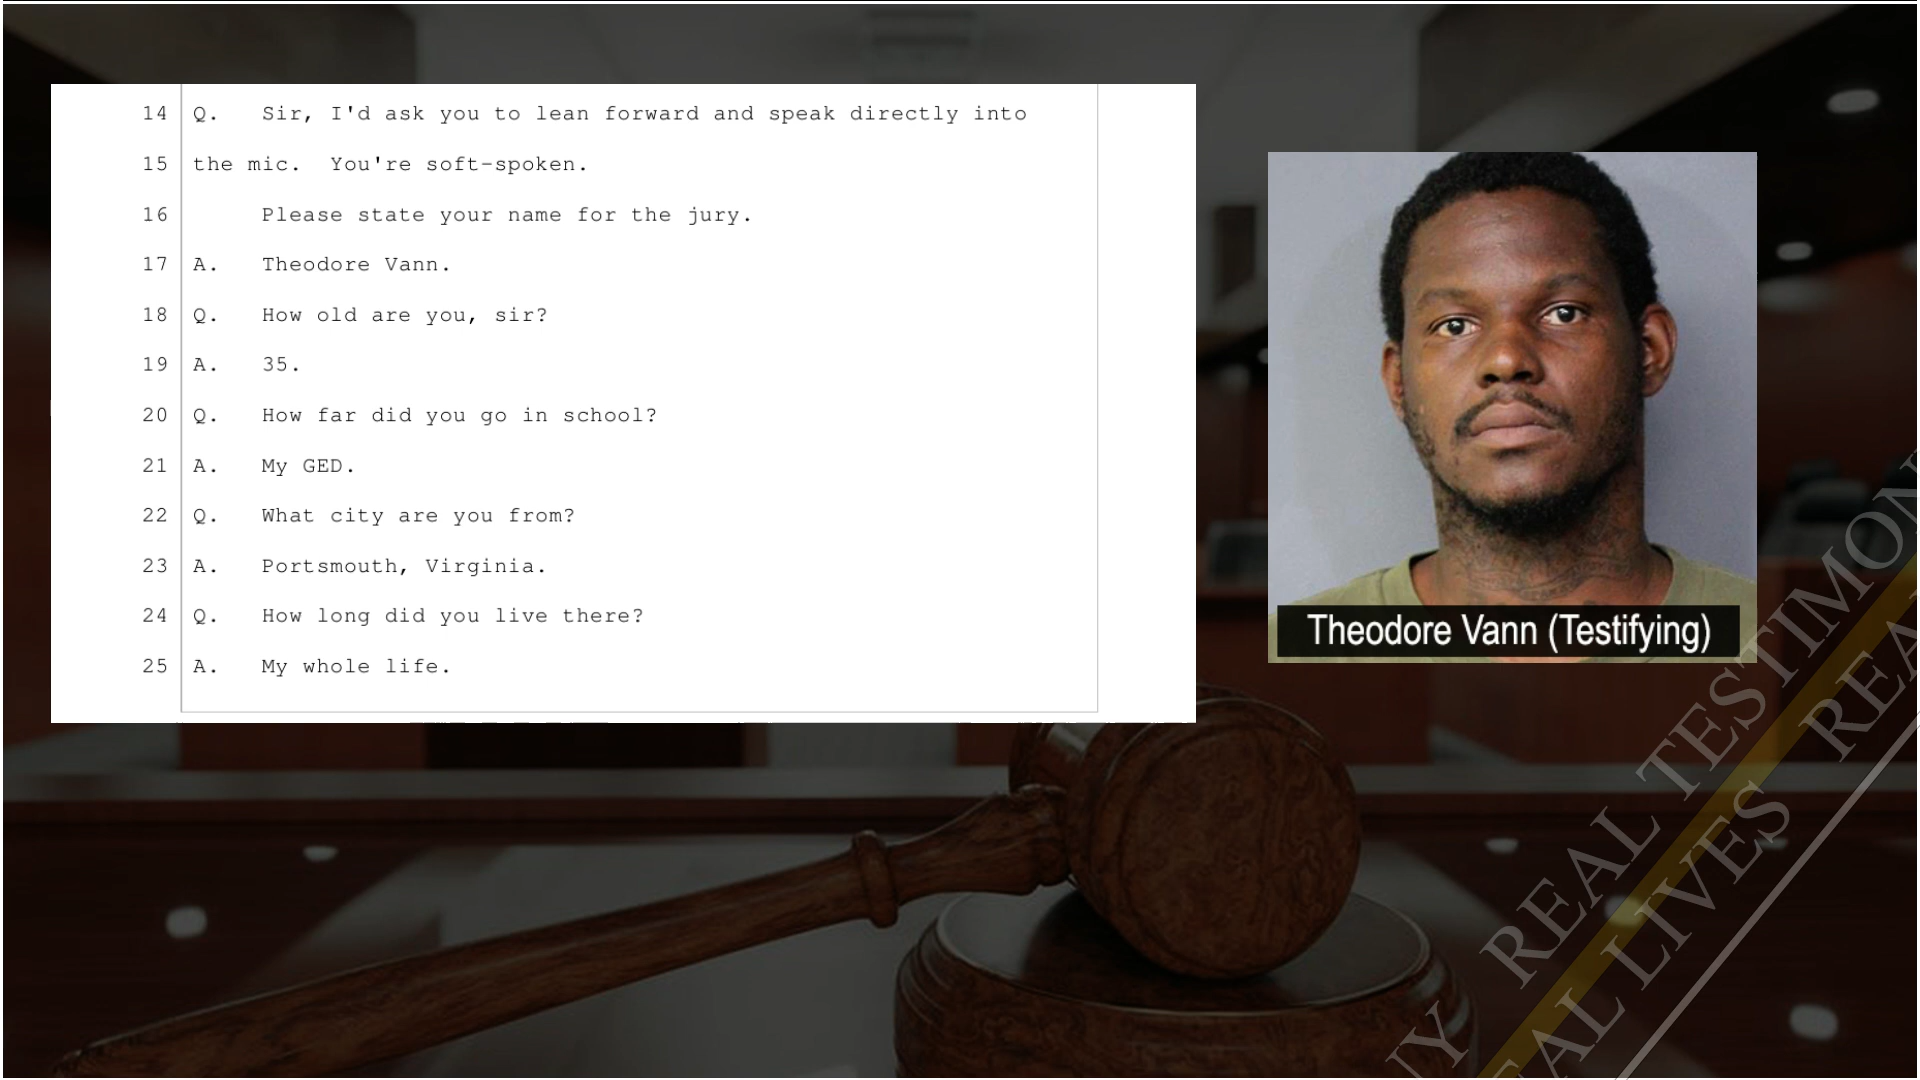 14 Q. Sir, I'd ask you to lean forward and speak directly into
15 the mic. You're soft-spoken.
16 Please state your name for the jury.
17 A. Theodore Vann.
18 Q. How old are you, sir?
19 A. 35.
20 Q. How far did you go in school?
21 A. My GED.
22 Q. What city are you from?
23 A. Portsmouth, Virginia.
24 Q. How long did you live there?
25 A. My whole life.
Theodore Vann (Testifying)
REAL TESTIMON
REAL LIVES REA